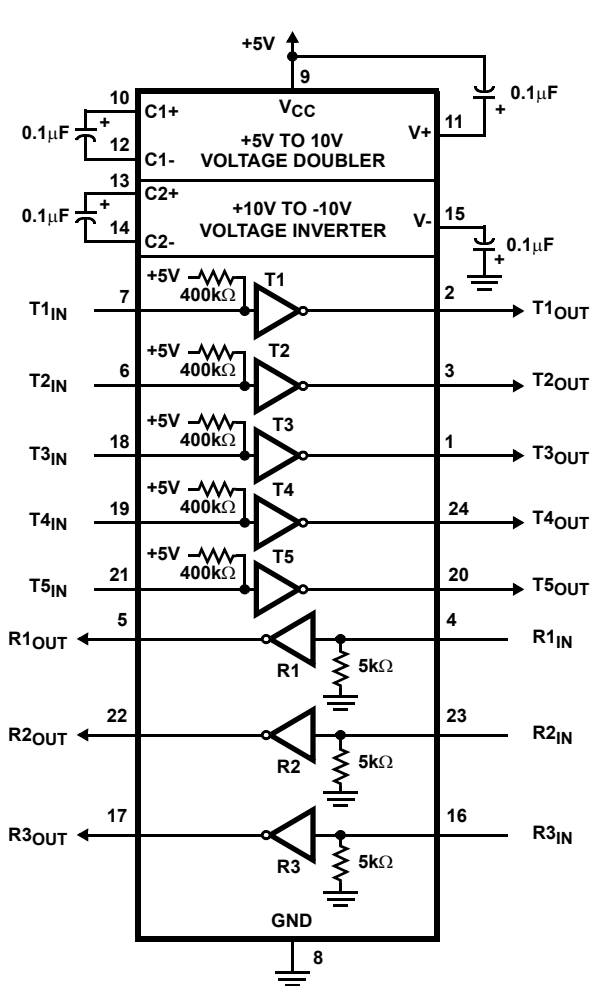 +5V
9
VCC
0.1μF
+
10
C1+
0.1μF
+
12
C1-
+5V TO 10V
VOLTAGE DOUBLER
V+
11
13
C2+
0.1μF
+
14
C2-
+10V TO -10V
VOLTAGE INVERTER
V-
15
0.1μF
+
+5V
400kΩ
T1
T1IN
7
2
T1OUT
+5V
400kΩ
T2
T2IN
6
3
T2OUT
+5V
400kΩ
T3
T3IN
18
1
T3OUT
+5V
400kΩ
T4
T4IN
19
24
T4OUT
+5V
400kΩ
T5
T5IN
21
20
T5OUT
R1OUT
5
R1
5kΩ
4
R1IN
R2OUT
22
R2
5kΩ
23
R2IN
R3OUT
17
R3
5kΩ
16
R3IN
GND
8